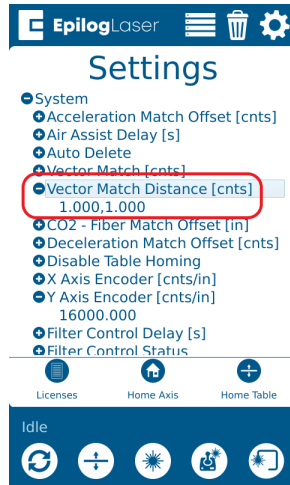 EpilogLaser
Settings
System
Acceleration Match Offset [cnts]
Air Assist Delay [s]
Auto Delete
Vector Match [cnts]
Vector Match Distance [cnts]
1.000,1.000
CO2 - Fiber Match Offset [in]
Deceleration Match Offset [cnts]
Disable Table Homing
X Axis Encoder [cnts/in]
Y Axis Encoder [cnts/in]
16000.000
Filter Control Delay [s]
Filter Control Status
Licenses
Home Axis
Home Table
Idle